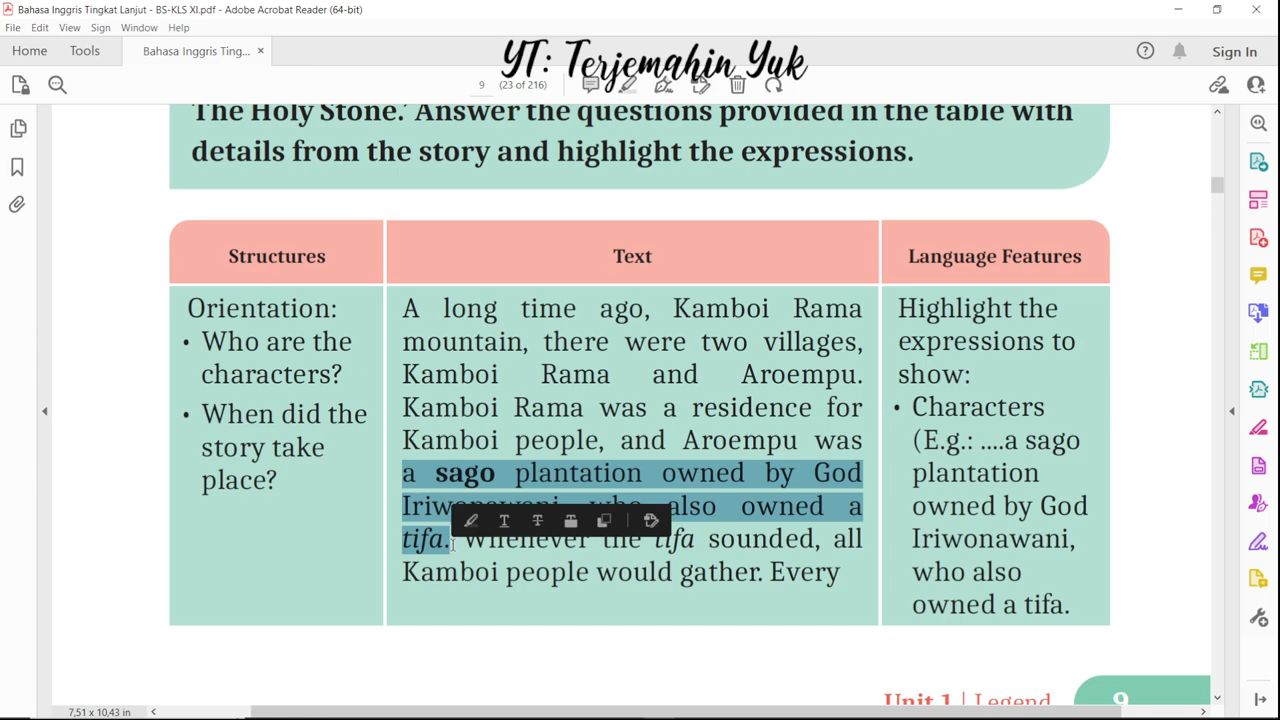 Bahasa Inggris Tingkat Lanjut - BS-KLS XI.pdf - Adobe Acrobat Reader (64-bit)
File Edit View Sign Window Help
Home Tools Bahasa Inggris Ting... × Sign In
YT: Terjemahin Yuk
9 (23 of 216)
The Holy Stone.' Answer the questions provided in the table with
details from the story and highlight the expressions.
Structures
Orientation:
• Who are the
characters?
• When did the
story take
place?
Text
A long time ago, Kamboi Rama
mountain, there were two villages,
Kamboi Rama and Aroempu.
Kamboi Rama was a residence for
Kamboi people, and Aroempu was
a sago plantation owned by God
Iriwonawani who also owned a
tifa. Whenever the tifa sounded, all
Kamboi people would gather. Every
Language Features
Highlight the
expressions to
show:
• Characters
(E.g.: ....a sago
plantation
owned by God
Iriwonawani,
who also
owned a tifa.
Unit 1 | Legend 9
7,51 x 10,43 in